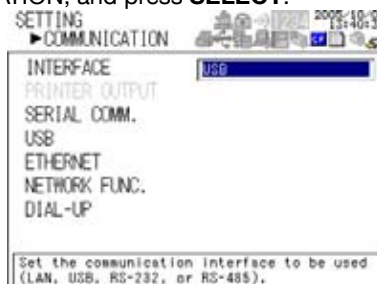 ATION, and press SELECT.
SETTING
►COMMUNICATION
INTERFACE
USB
PRINTER OUTPUT
SERIAL COMM.
USB
ETHERNET
NETWORK FUNC.
DIAL-UP
Set the communication interface to be used
(LAN, USB, RS-232, or RS-485).